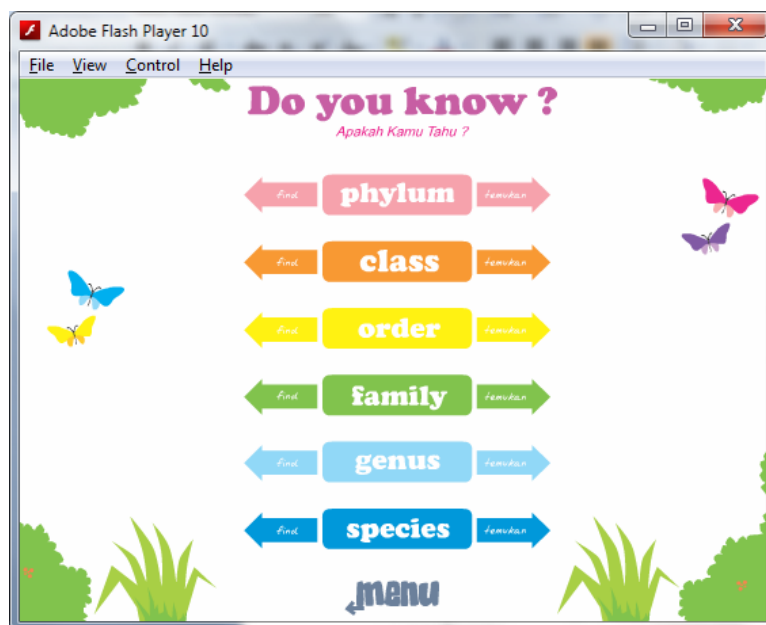 Adobe Flash Player 10
File View Control Help
Do you know ?
Apakah Kamu Tahu ?
find phylum temukan
find class temukan
find order temukan
find family temukan
find genus temukan
find species temukan
menu